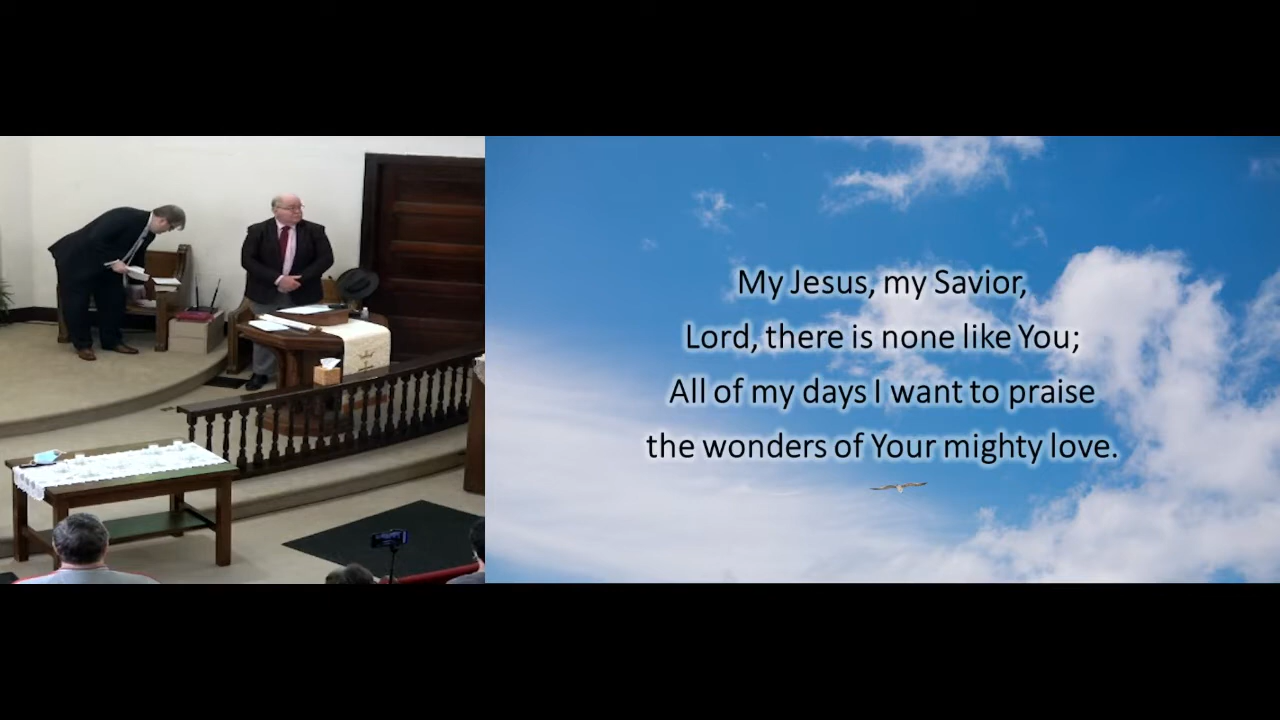 My Jesus, my Savior,
Lord, there is none like You;
All of my days I want to praise
the wonders of Your mighty love.